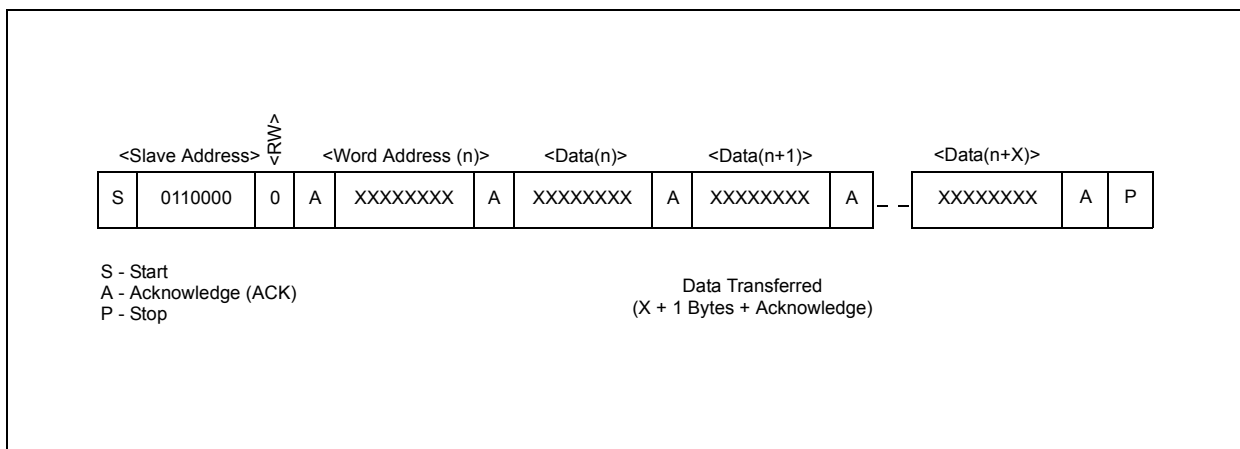 <RW>
<Slave Address> <Word Address (n)> <Data(n)> <Data(n+1)> <Data(n+X)>
S 0110000 0 A XXXXXXXX A XXXXXXXX A XXXXXXXX A XXXXXXXX A P
S - Start
A - Acknowledge (ACK)
P - Stop
Data Transferred
(X + 1 Bytes + Acknowledge)